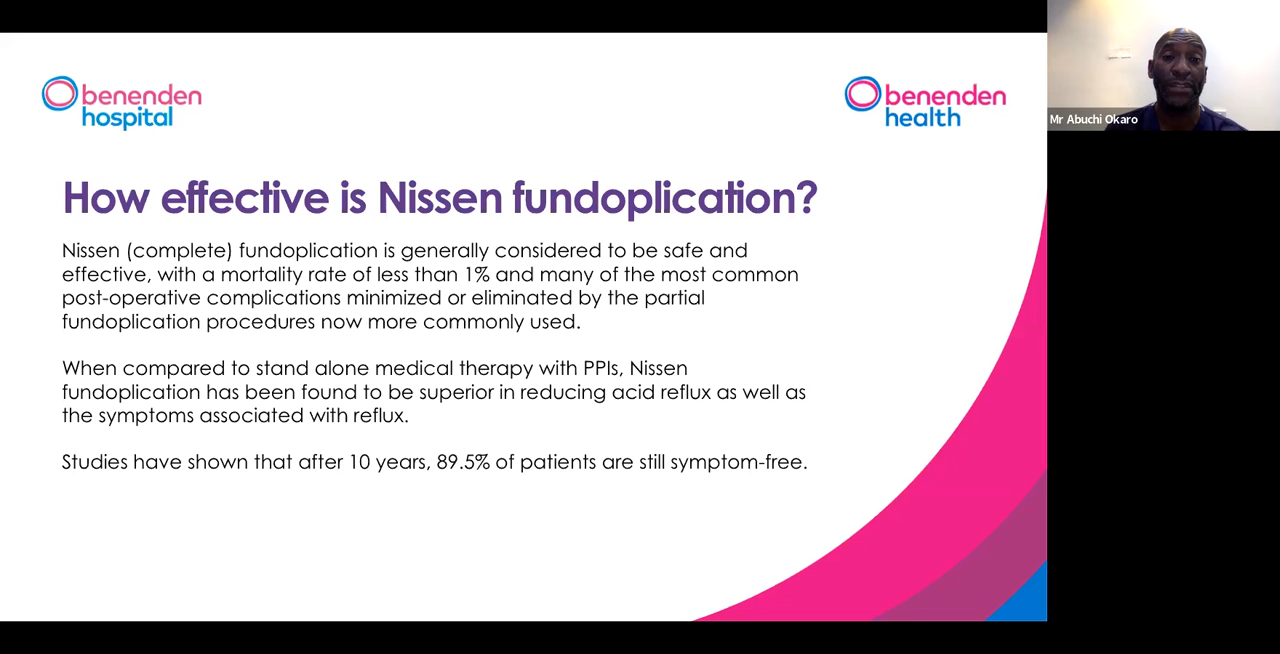 benenden
hospital
benenden
health
Mr Abuchi Okaro
How effective is Nissen fundoplication?
Nissen (complete) fundoplication is generally considered to be safe and
effective, with a mortality rate of less than 1% and many of the most common
post-operative complications minimized or eliminated by the partial
fundoplication procedures now more commonly used.
When compared to stand alone medical therapy with PPIs, Nissen
fundoplication has been found to be superior in reducing acid reflux as well as
the symptoms associated with reflux.
Studies have shown that after 10 years, 89.5% of patients are still symptom-free.